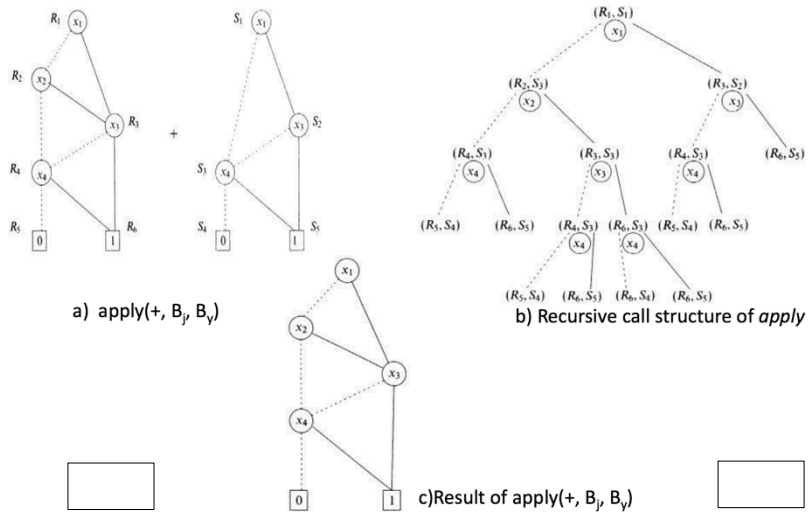 R₁ x₁
R₂ x₂
x₃ R₃
R₄ x₄
R₅ 0 1 R₆
+
S₁ x₁
x₃ S₂
S₃ x₄
S₄ 0 1 S₅
a) apply(+, Bⱼ, Bᵧ)
(R₁, S₁)
x₁
(R₂, S₃) (R₃, S₂)
x₂ x₃
(R₄, S₃) (R₃, S₃) (R₄, S₃) (R₆, S₅)
x₄ x₃ x₄
(R₅, S₄) (R₆, S₅) (R₄, S₃) (R₆, S₃) (R₅, S₄) (R₆, S₅)
x₄ x₄
(R₅, S₄) (R₆, S₅) (R₆, S₄) (R₆, S₅)
b) Recursive call structure of apply
x₁
x₂
x₃
x₄
0 1
c)Result of apply(+, Bⱼ, Bᵧ)